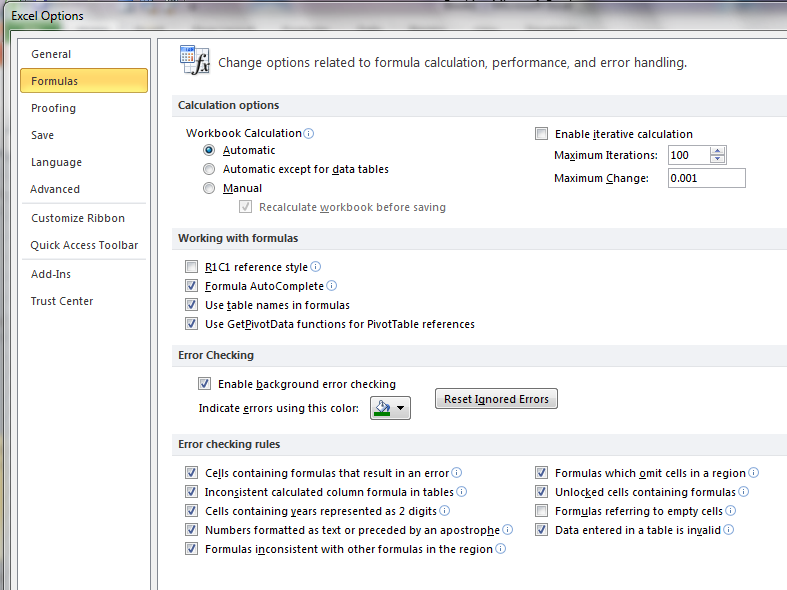 Excel Options
General
Formulas
Proofing
Save
Language
Advanced
Customize Ribbon
Quick Access Toolbar
Add-Ins
Trust Center
Change options related to formula calculation, performance, and error handling.
Calculation options
Workbook Calculation
Automatic
Automatic except for data tables
Manual
Recalculate workbook before saving
Enable iterative calculation
Maximum Iterations: 100
Maximum Change: 0.001
Working with formulas
R1C1 reference style
Formula AutoComplete
Use table names in formulas
Use GetPivotData functions for PivotTable references
Error Checking
Enable background error checking
Indicate errors using this color:
Reset Ignored Errors
Error checking rules
Cells containing formulas that result in an error
Inconsistent calculated column formula in tables
Cells containing years represented as 2 digits
Numbers formatted as text or preceded by an apostrophe
Formulas inconsistent with other formulas in the region
Formulas which omit cells in a region
Unlocked cells containing formulas
Formulas referring to empty cells
Data entered in a table is invalid